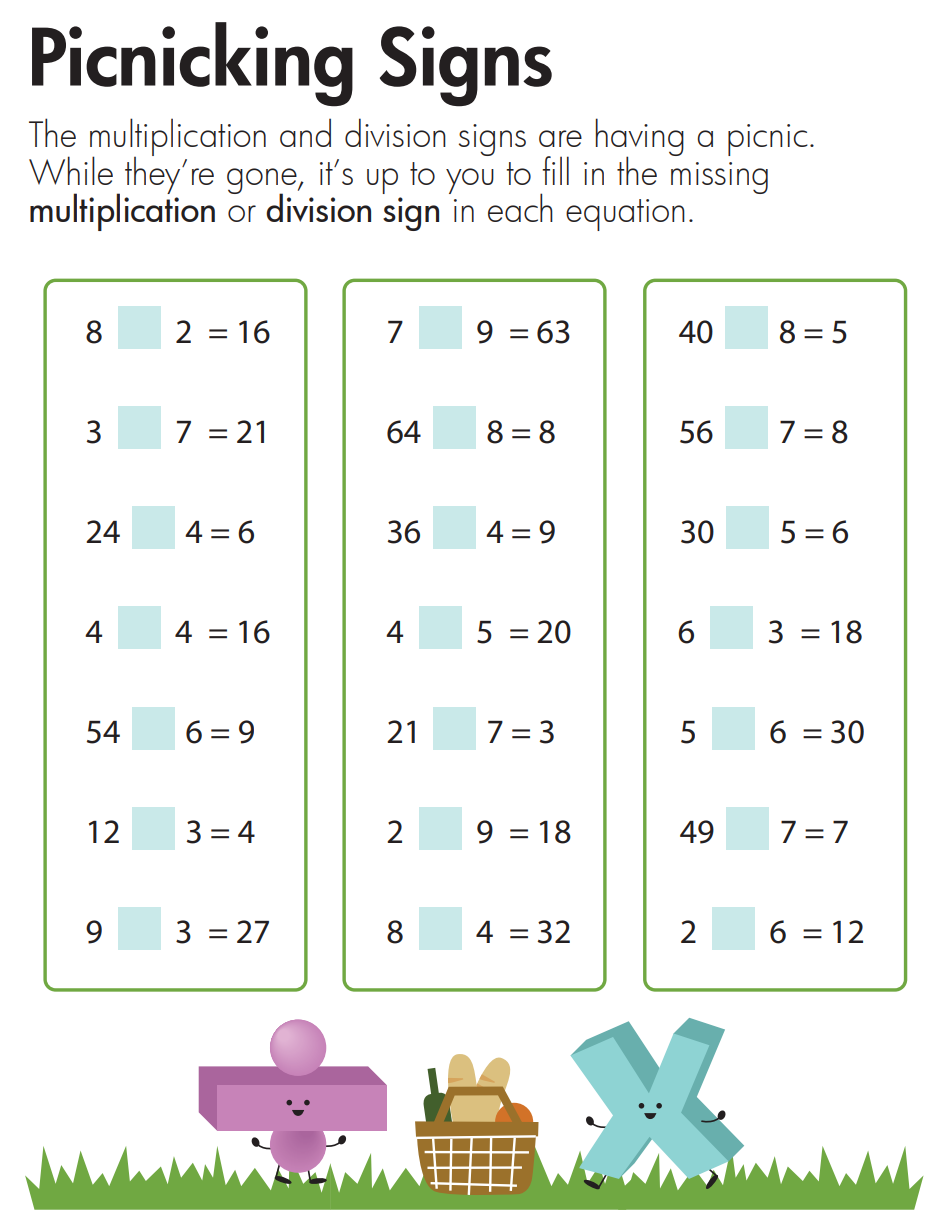 Picnicking Signs
The multiplication and division signs are having a picnic.
While they're gone, it's up to you to fill in the missing
multiplication or division sign in each equation.
8 2 = 16
3 7 = 21
24 4 = 6
4 4 = 16
54 6 = 9
12 3 = 4
9 3 = 27
7 9 = 63
64 8 = 8
36 4 = 9
4 5 = 20
21 7 = 3
2 9 = 18
8 4 = 32
40 8 = 5
56 7 = 8
30 5 = 6
6 3 = 18
5 6 = 30
49 7 = 7
2 6 = 12